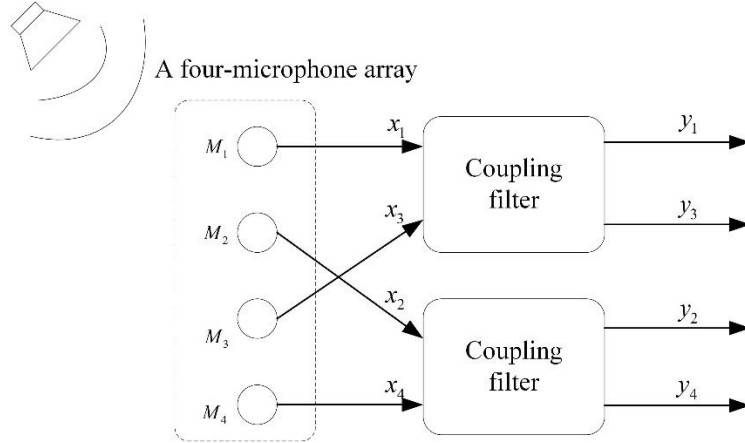 A four-microphone array
M₁
x₁
y₁
Coupling
filter
x₃
y₃
M₂
x₂
y₂
M₃
Coupling
filter
x₄
y₄
M₄